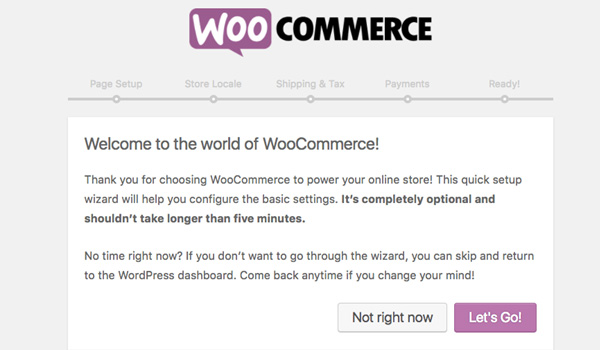 WOO COMMERCE
Page Setup Store Locale Shipping & Tax Payments Ready!
Welcome to the world of WooCommerce!
Thank you for choosing WooCommerce to power your online store! This quick setup
wizard will help you configure the basic settings. It’s completely optional and
shouldn’t take longer than five minutes.
No time right now? If you don’t want to go through the wizard, you can skip and return
to the WordPress dashboard. Come back anytime if you change your mind!
Not right now Let's Go!